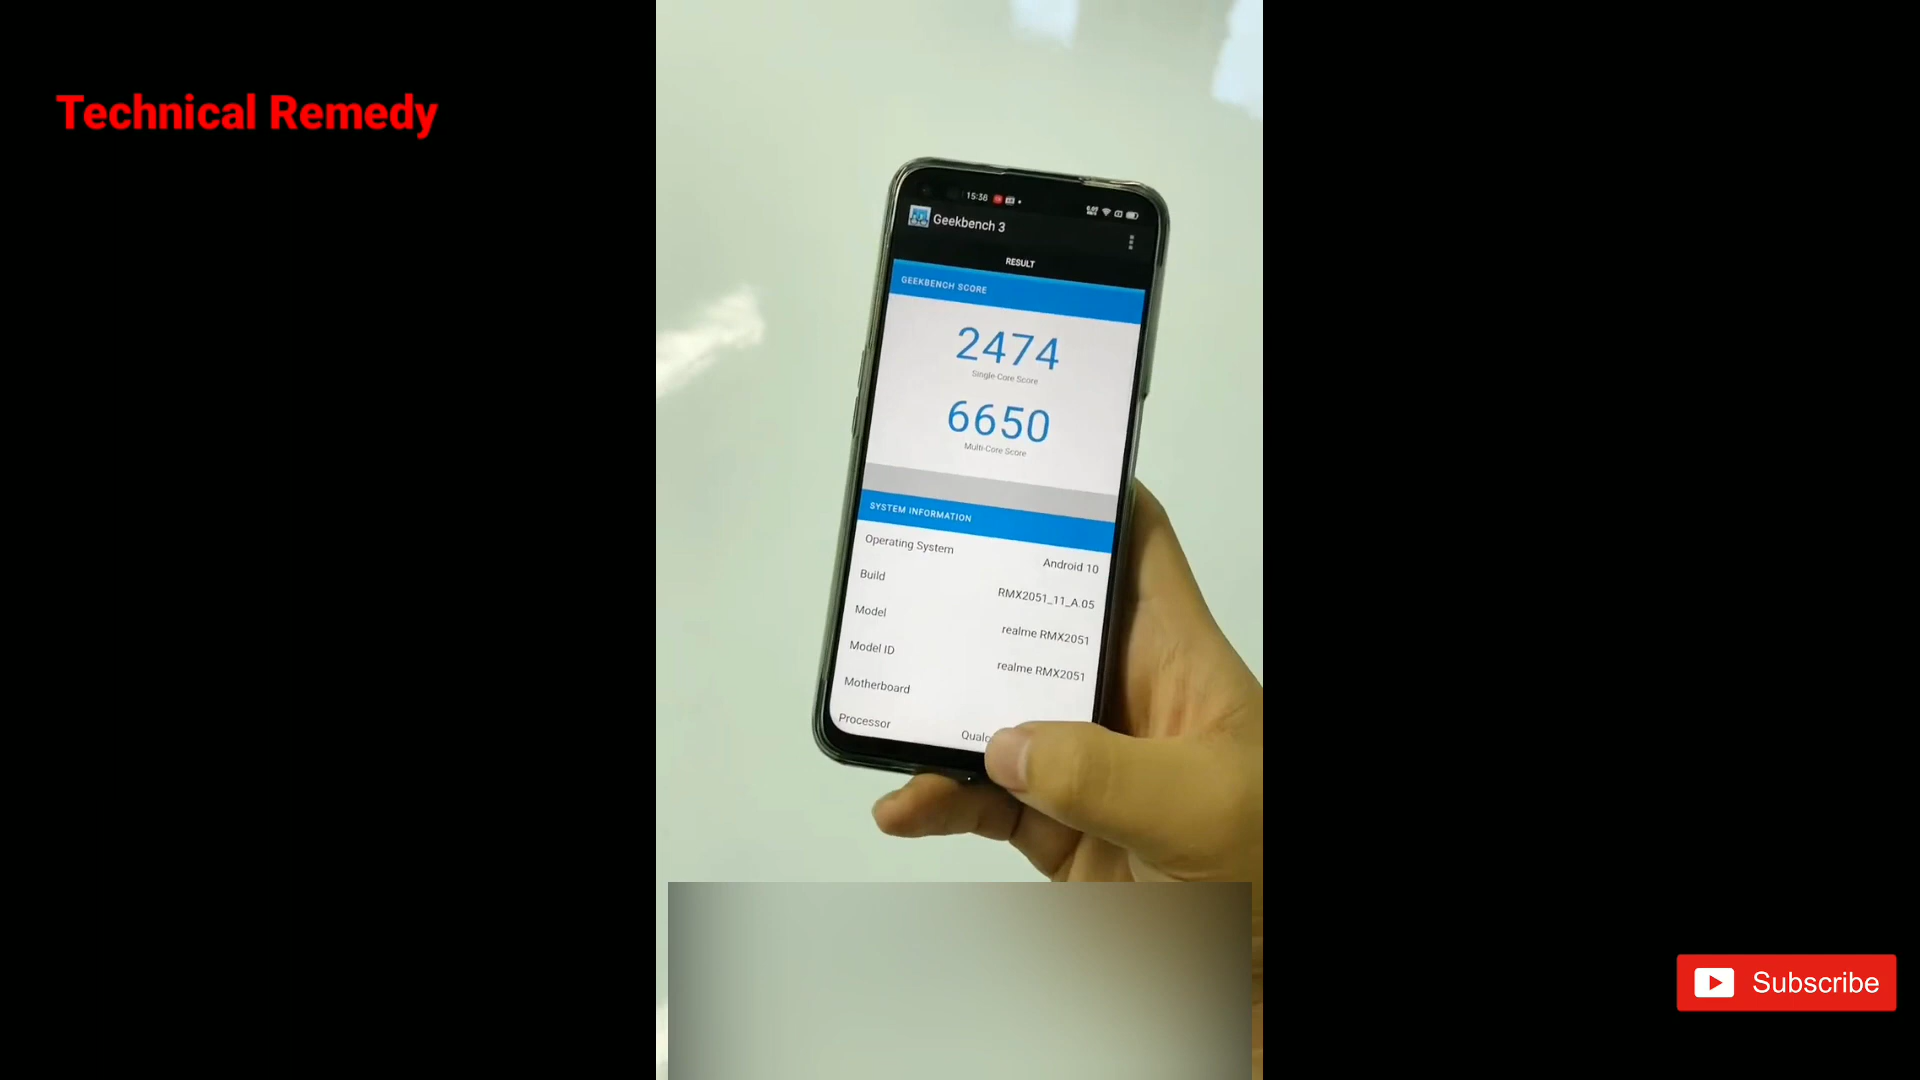 Technical Remedy
15:36
Geekbench 3
RESULT
GEEKBENCH SCORE
2474
Single-Core Score
6650
Multi-Core Score
SYSTEM INFORMATION
Operating System Android 10
Build RMX2051_11_A.05
Model realme RMX2051
Model ID realme RMX2051
Motherboard
Processor
Subscribe